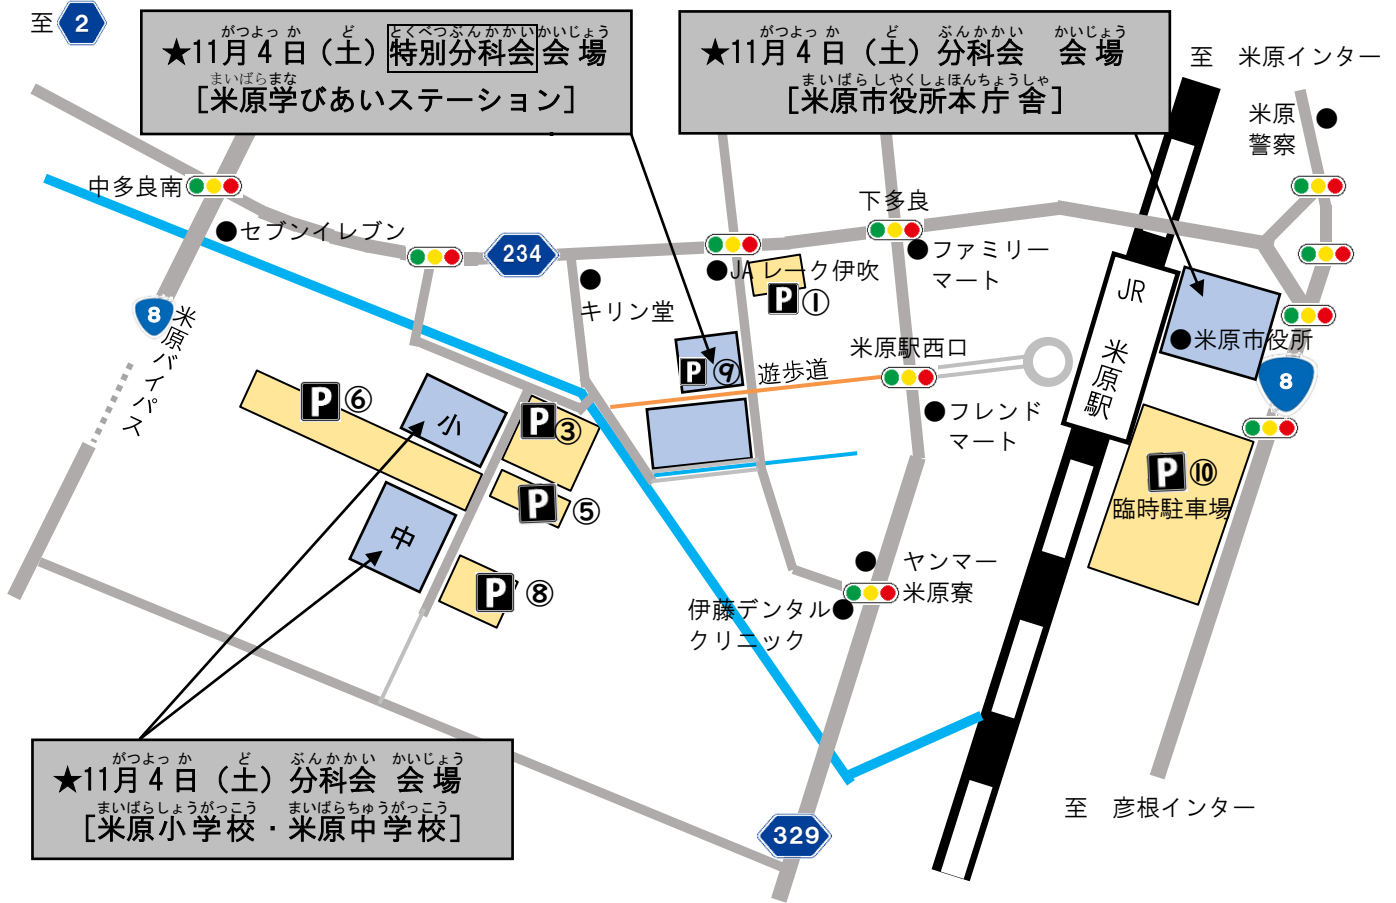 至 2
がつよっか ど とくべつぶんかかい かいじょう
★11月4日（土）特別分科会 会場
まいばらまな
［米原学びあいステーション］
がつよっか ど ぶんかかい かいじょう
★11月4日（土）分科会 会場
まいばらしやくしょほんちょうしゃ
［米原市役所本庁舎］
至 米原インター
米原
警察
中多良南
セブンイレブン
234
下多良
ファミリー
マート
JAレーク伊吹
P ①
キリン堂
8
米原バイパス
P ⑨
遊歩道
米原駅西口
JR
米原駅
米原市役所
8
フレンド
マート
P ⑥
小
P ③
P ⑤
中
P ⑧
P ⑩
臨時駐車場
ヤンマー
米原寮
伊藤デンタル
クリニック
がつよっか ど ぶんかかい かいじょう
★11月4日（土）分科会 会場
まいばらしょうがっこう まいばらちゅうがっこう
［米原小学校・米原中学校］
329
至 彦根インター